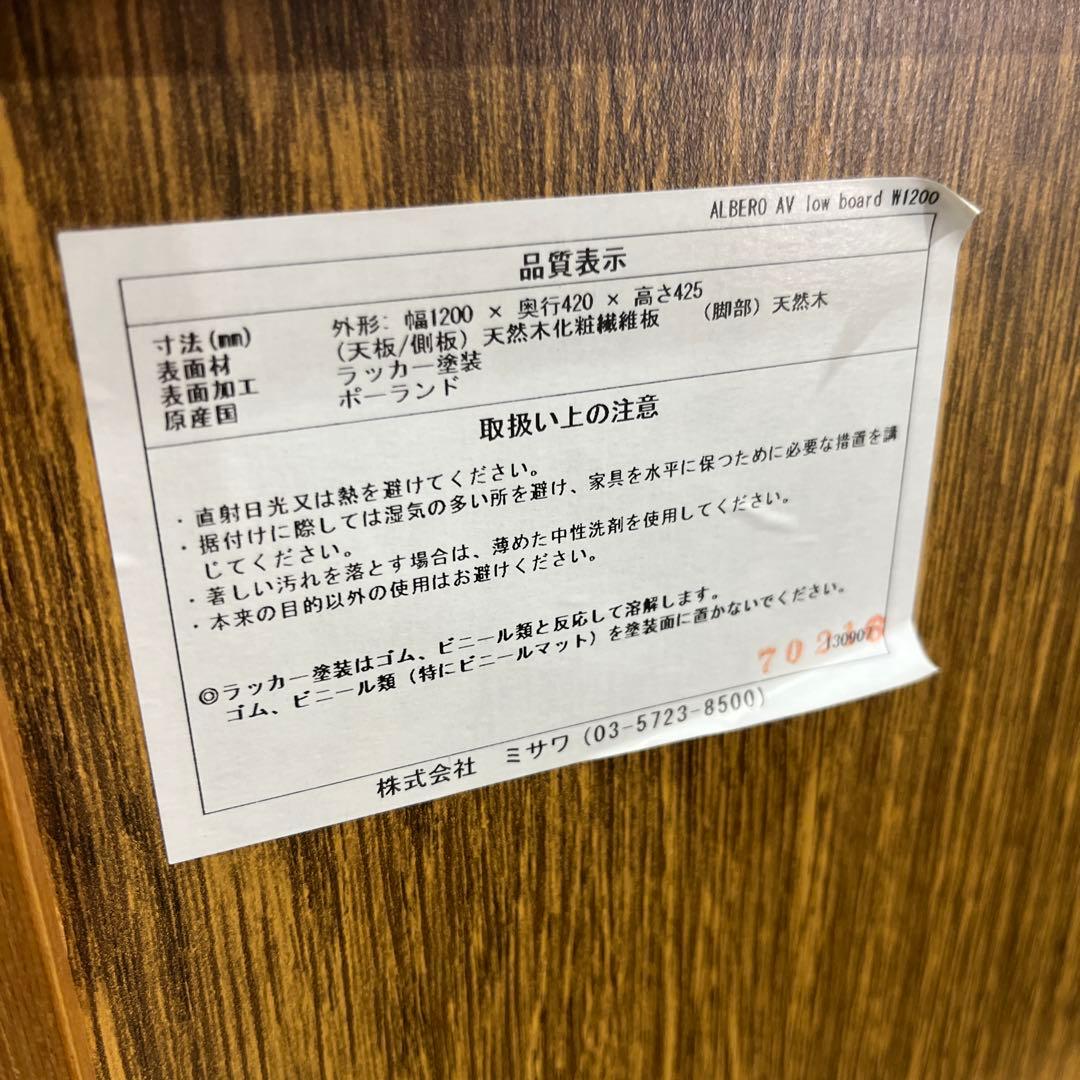 ALBERO AV low board W1200
品質表示
寸法(mm) 外形: 幅1200 × 奥行420 × 高さ425
表面材 (天板/側板) 天然木化粧繊維板 (脚部) 天然木
表面加工 ラッカー塗装
原産国 ポーランド
取扱い上の注意
・直射日光又は熱を避けてください。
・据付けに際しては湿気の多い所を避け、家具を水平に保つために必要な措置を講
じてください。
・著しい汚れを落とす場合は、薄めた中性洗剤を使用してください。
・本来の目的以外の使用はお避けください。
◎ラッカー塗装はゴム、ビニール類と反応して溶解します。
ゴム、ビニール類(特にビニールマット)を塗装面に置かないでください。
130907
株式会社 ミサワ (03-5723-8500)